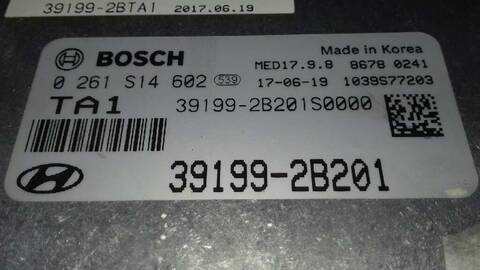 39199-2BTA1 2017.06.19
BOSCH
Made in Korea
MED17.9.8 8678 0241
0 261 S14 602 539 17-06-19 1039S77203
TA1 39199-2B201S0000
39199-2B201